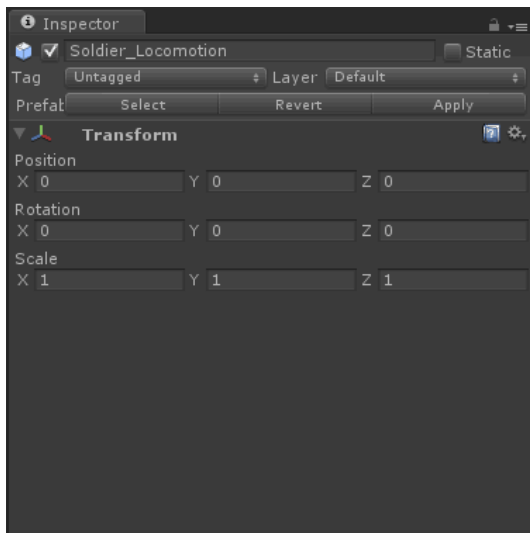 Inspector
Soldier_Locomotion Static
Tag Untagged Layer Default
Prefab Select Revert Apply
Transform
Position
X 0 Y 0 Z 0
Rotation
X 0 Y 0 Z 0
Scale
X 1 Y 1 Z 1